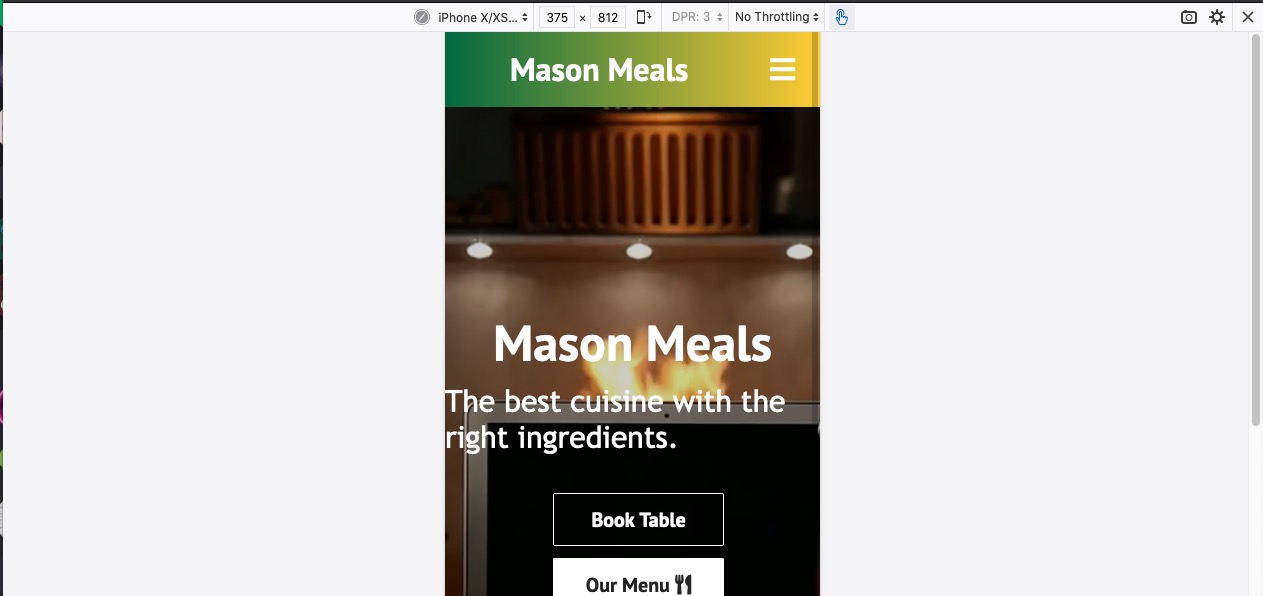 iPhone X/XS... 375 × 812 DPR: 3 No Throttling
Mason Meals
Mason Meals
The best cuisine with the
right ingredients.
Book Table
Our Menu